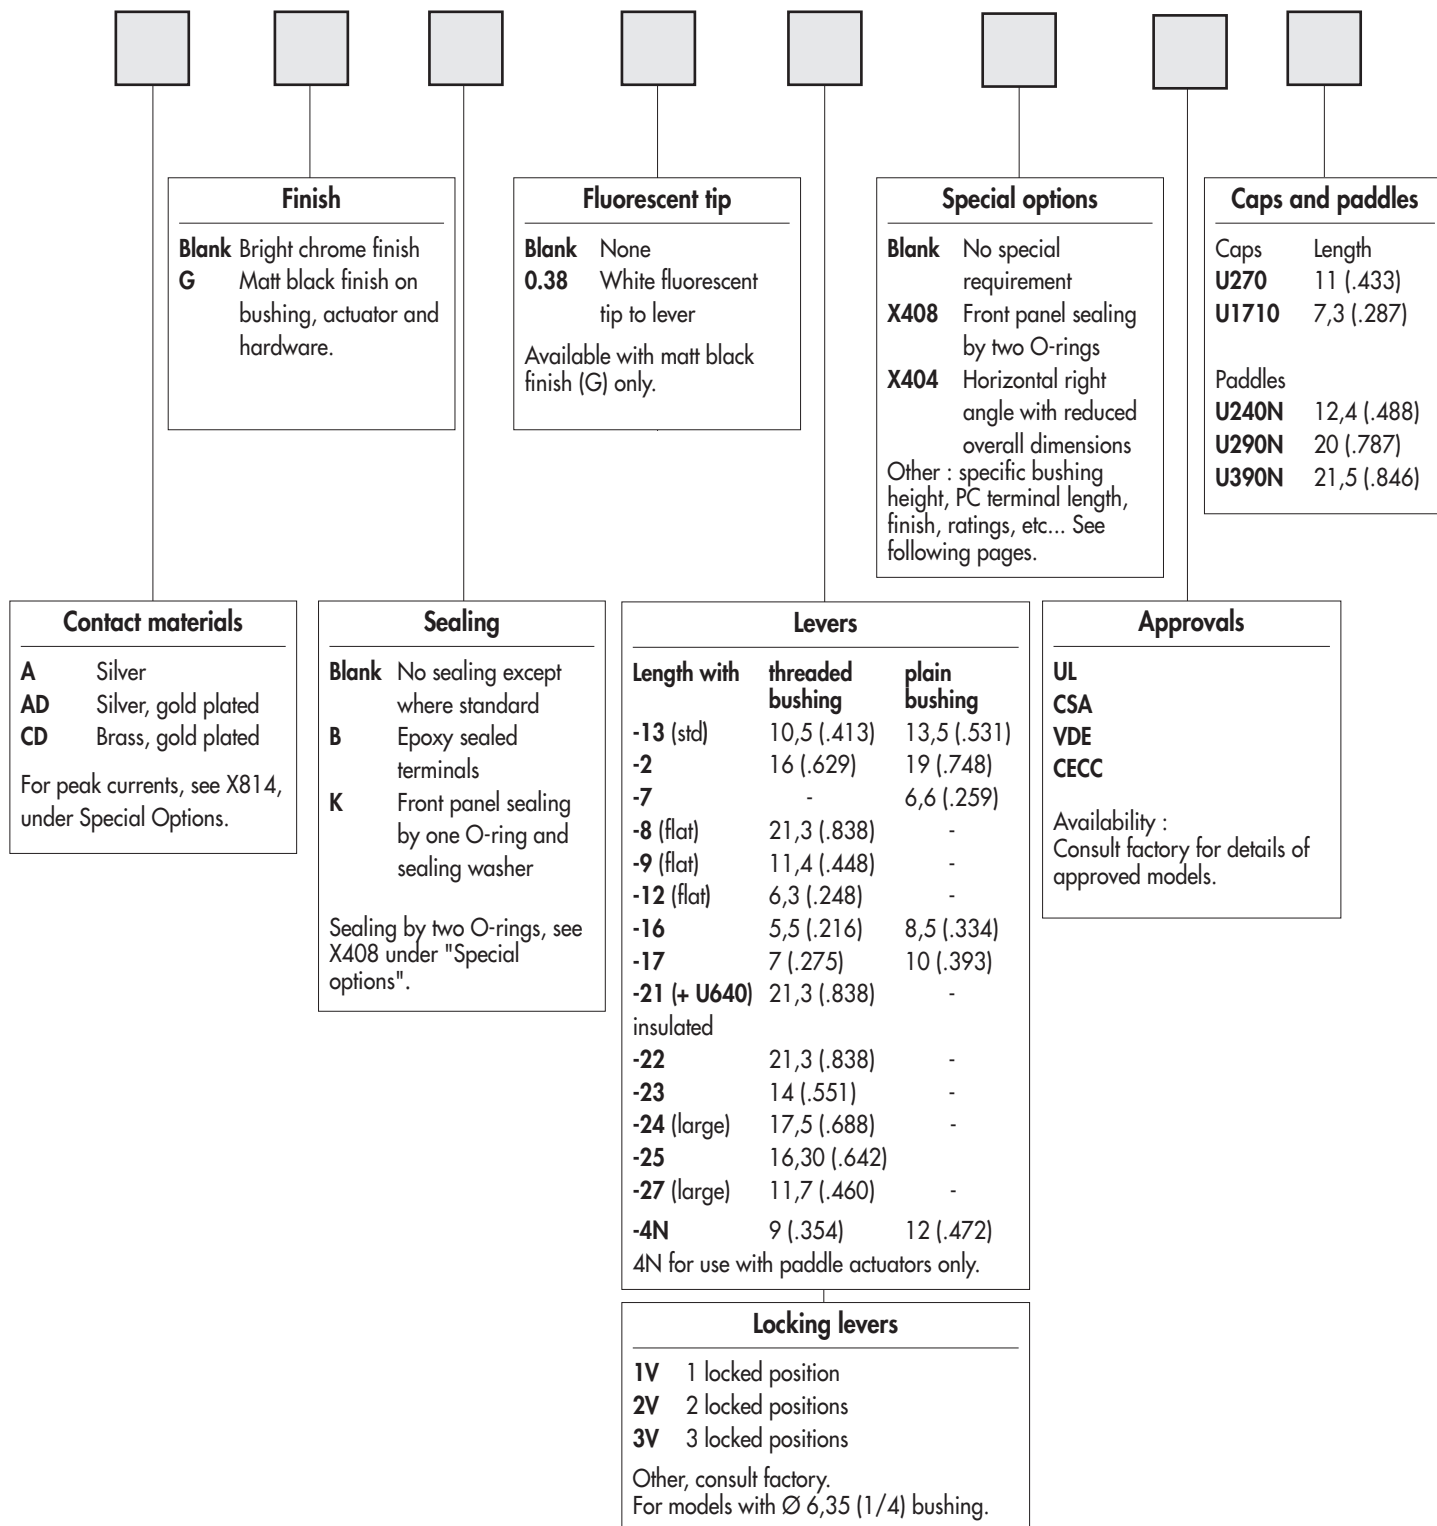 Finish
Blank Bright chrome finish
G Matt black finish on
bushing, actuator and
hardware.
Fluorescent tip
Blank None
0.38 White fluorescent
tip to lever
Available with matt black
finish (G) only.
Special options
Blank No special
requirement
X408 Front panel sealing
by two O-rings
X404 Horizontal right
angle with reduced
overall dimensions
Other : specific bushing
height, PC terminal length,
finish, ratings, etc... See
following pages.
Caps and paddles
Caps Length
U270 11 (.433)
U1710 7,3 (.287)
Paddles
U240N 12,4 (.488)
U290N 20 (.787)
U390N 21,5 (.846)
Contact materials
A Silver
AD Silver, gold plated
CD Brass, gold plated
For peak currents, see X814,
under Special Options.
Sealing
Blank No sealing except
where standard
B Epoxy sealed
terminals
K Front panel sealing
by one O-ring and
sealing washer
Sealing by two O-rings, see
X408 under "Special
options".
Levers
Length with threaded plain
bushing bushing
-13 (std) 10,5 (.413) 13,5 (.531)
-2 16 (.629) 19 (.748)
-7 - 6,6 (.259)
-8 (flat) 21,3 (.838) -
-9 (flat) 11,4 (.448) -
-12 (flat) 6,3 (.248) -
-16 5,5 (.216) 8,5 (.334)
-17 7 (.275) 10 (.393)
-21 (+ U640) 21,3 (.838) -
insulated
-22 21,3 (.838) -
-23 14 (.551) -
-24 (large) 17,5 (.688) -
-25 16,30 (.642)
-27 (large) 11,7 (.460) -
-4N 9 (.354) 12 (.472)
4N for use with paddle actuators only.
Approvals
UL
CSA
VDE
CECC
Availability :
Consult factory for details of
approved models.
Locking levers
1V 1 locked position
2V 2 locked positions
3V 3 locked positions
Other, consult factory.
For models with Ø 6,35 (1/4) bushing.